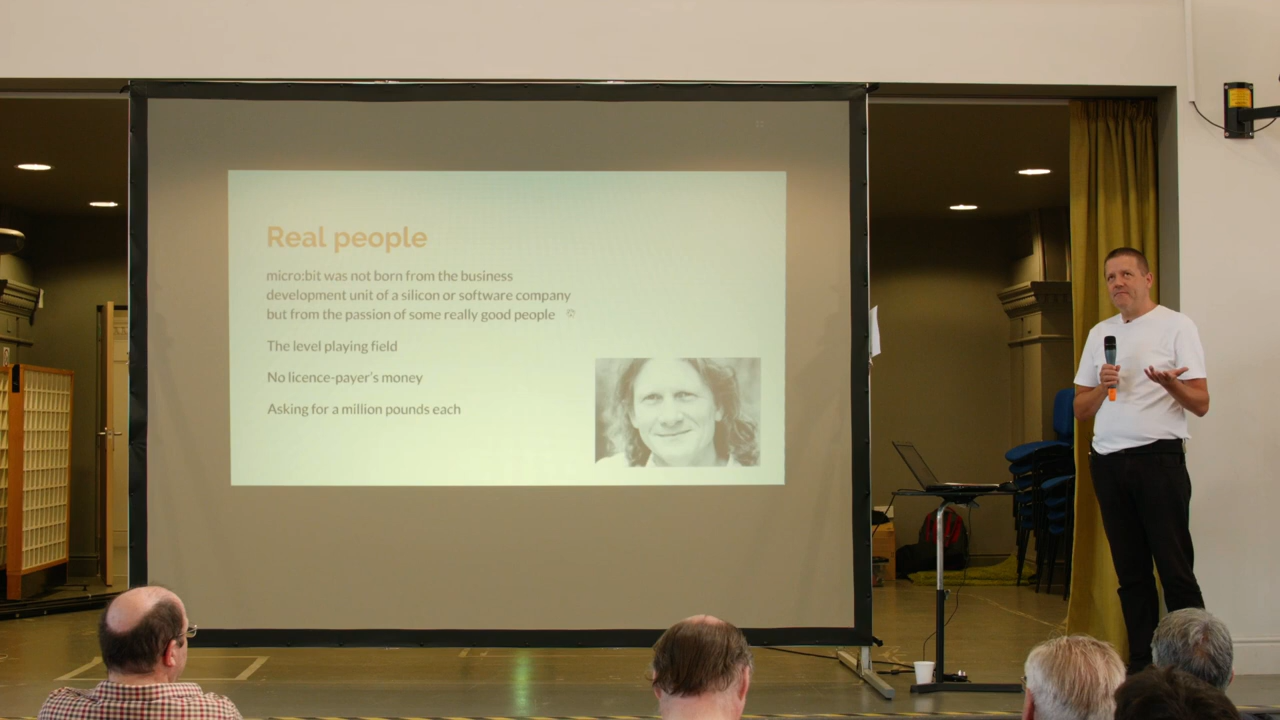 Real people
micro:bit was not born from the business
development unit of a silicon or software company
but from the passion of some really good people
The level playing field
No licence-payer's money
Asking for a million pounds each